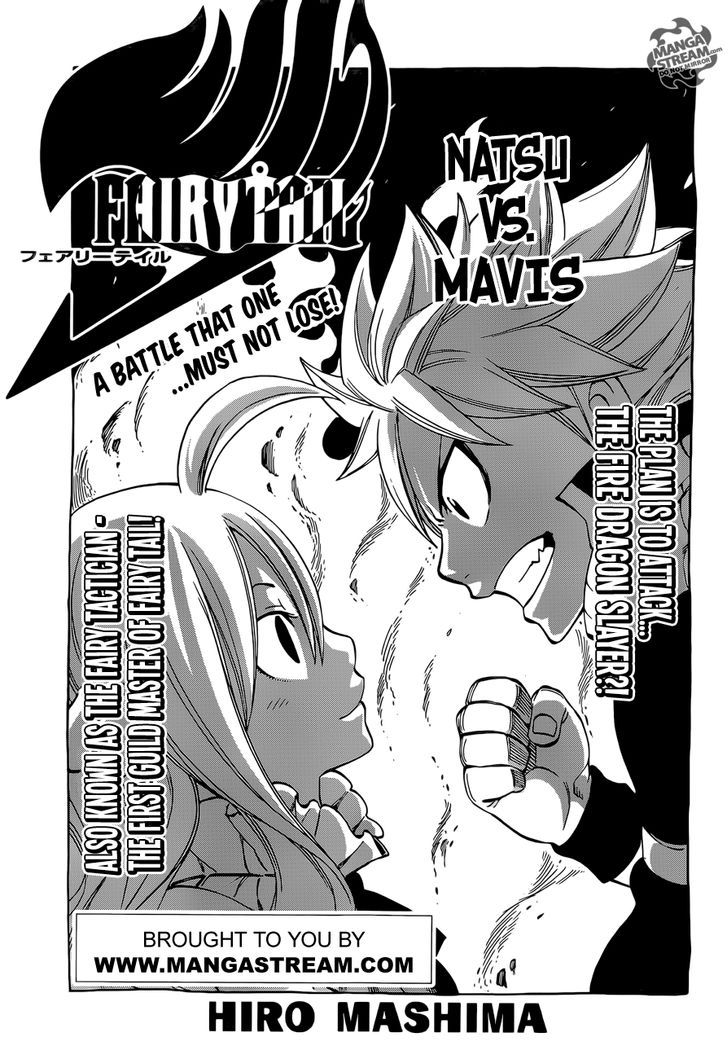 MANGA
STREAM.com
DO NOT MIRROR
FAIRY TAIL
フェアリーテイル
NATSU
VS.
MAVIS
A BATTLE THAT ONE
...MUST NOT LOSE!
THE PLAN IS TO ATTACK...
THE FIRE DRAGON SLAYER?!
ALSO KNOWN AS THE FAIRY TACTICIAN -
THE FIRST GUILD MASTER OF FAIRY TAIL!
BROUGHT TO YOU BY
WWW.MANGASTREAM.COM
HIRO MASHIMA